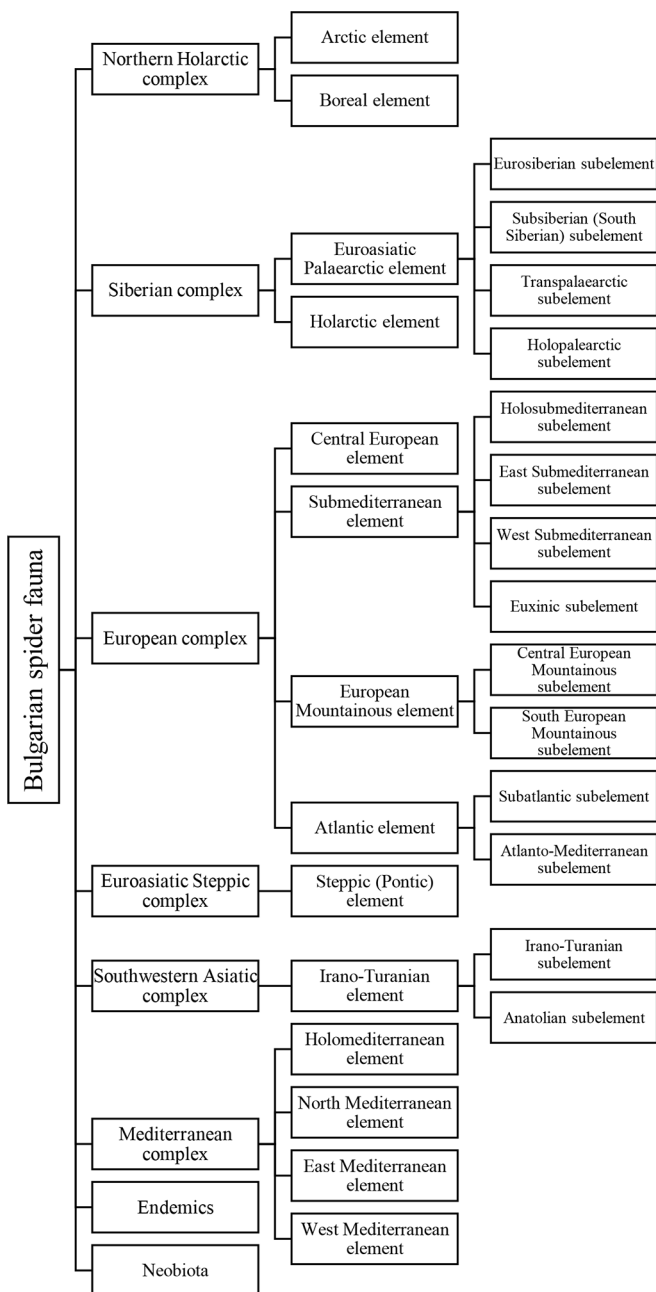 Bulgarian spider fauna
Northern Holarctic
complex
Arctic element
Boreal element
Siberian complex
Euroasiatic
Palaearctic element
Eurosiberian subelement
Subsiberian (South
Siberian) subelement
Transpalaearctic
subelement
Holopalearctic
subelement
Holarctic element
European complex
Central European
element
Submediterranean
element
Holosubmediterranean
subelement
East Submediterranean
subelement
West Submediterranean
subelement
Euxinic subelement
European
Mountainous element
Central European
Mountainous
subelement
South European
Mountainous
subelement
Atlantic element
Subatlantic subelement
Atlanto-Mediterranean
subelement
Euroasiatic Steppic
complex
Steppic (Pontic)
element
Southwestern Asiatic
complex
Irano-Turanian
element
Irano-Turanian
subelement
Anatolian subelement
Mediterranean
complex
Holomediterranean
element
North Mediterranean
element
East Mediterranean
element
West Mediterranean
element
Endemics
Neobiota